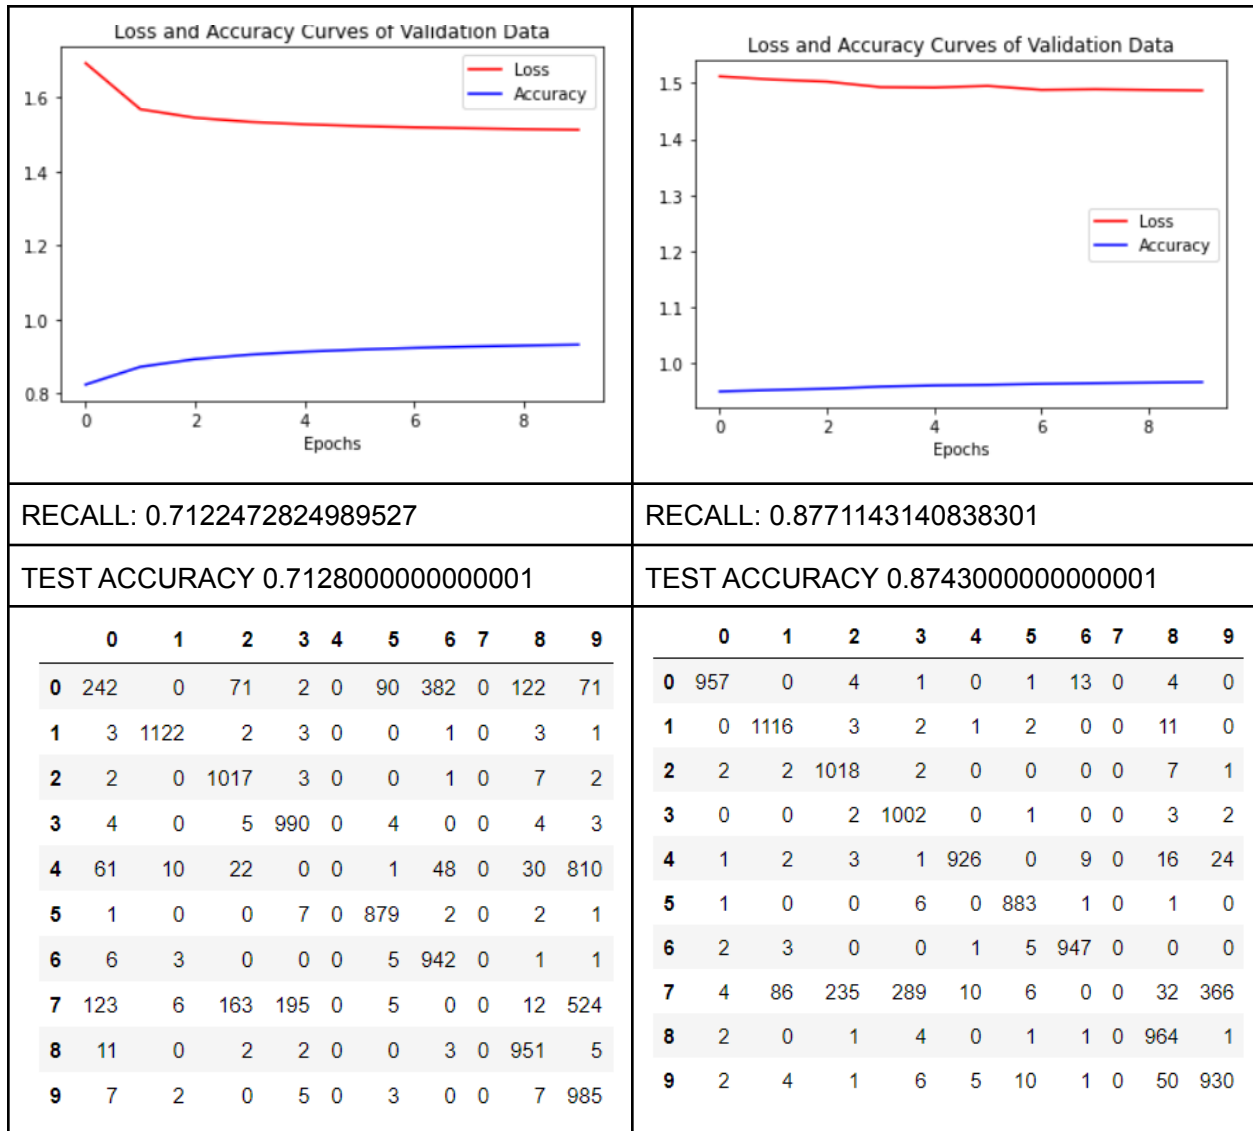 Loss and Accuracy Curves of Validation Data
Loss
Accuracy
1.6
1.4
1.2
1.0
0.8
0 2 4 6 8
Epochs
Loss and Accuracy Curves of Validation Data
1.5
1.4
1.3
Loss
Accuracy
1.2
1.1
1.0
0 2 4 6 8
Epochs
RECALL: 0.7122472824989527
RECALL: 0.8771143140838301
TEST ACCURACY 0.7128000000000001
TEST ACCURACY 0.8743000000000001
0 1 2 3 4 5 6 7 8 9
0 242 0 71 2 0 90 382 0 122 71
1 3 1122 2 3 0 0 1 0 3 1
2 2 0 1017 3 0 0 1 0 7 2
3 4 0 5 990 0 4 0 0 4 3
4 61 10 22 0 0 1 48 0 30 810
5 1 0 0 7 0 879 2 0 2 1
6 6 3 0 0 0 5 942 0 1 1
7 123 6 163 195 0 5 0 0 12 524
8 11 0 2 2 0 0 3 0 951 5
9 7 2 0 5 0 3 0 0 7 985
0 1 2 3 4 5 6 7 8 9
0 957 0 4 1 0 1 13 0 4 0
1 0 1116 3 2 1 2 0 0 11 0
2 2 2 1018 2 0 0 0 0 7 1
3 0 0 2 1002 0 1 0 0 3 2
4 1 2 3 1 926 0 9 0 16 24
5 1 0 0 6 0 883 1 0 1 0
6 2 3 0 0 1 5 947 0 0 0
7 4 86 235 289 10 6 0 0 32 366
8 2 0 1 4 0 1 1 0 964 1
9 2 4 1 6 5 10 1 0 50 930